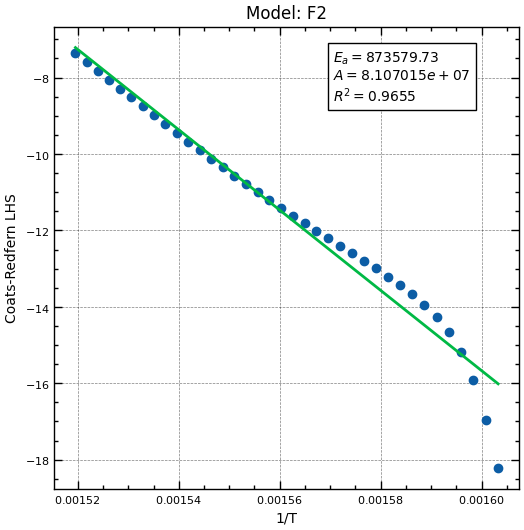 Model: F2
E_a = 873579.73
A = 8.107015e + 07
R^2 = 0.9655
−8
−10
−12
−14
−16
−18
Coats-Redfern LHS
0.00152 0.00154 0.00156 0.00158 0.00160
1/T